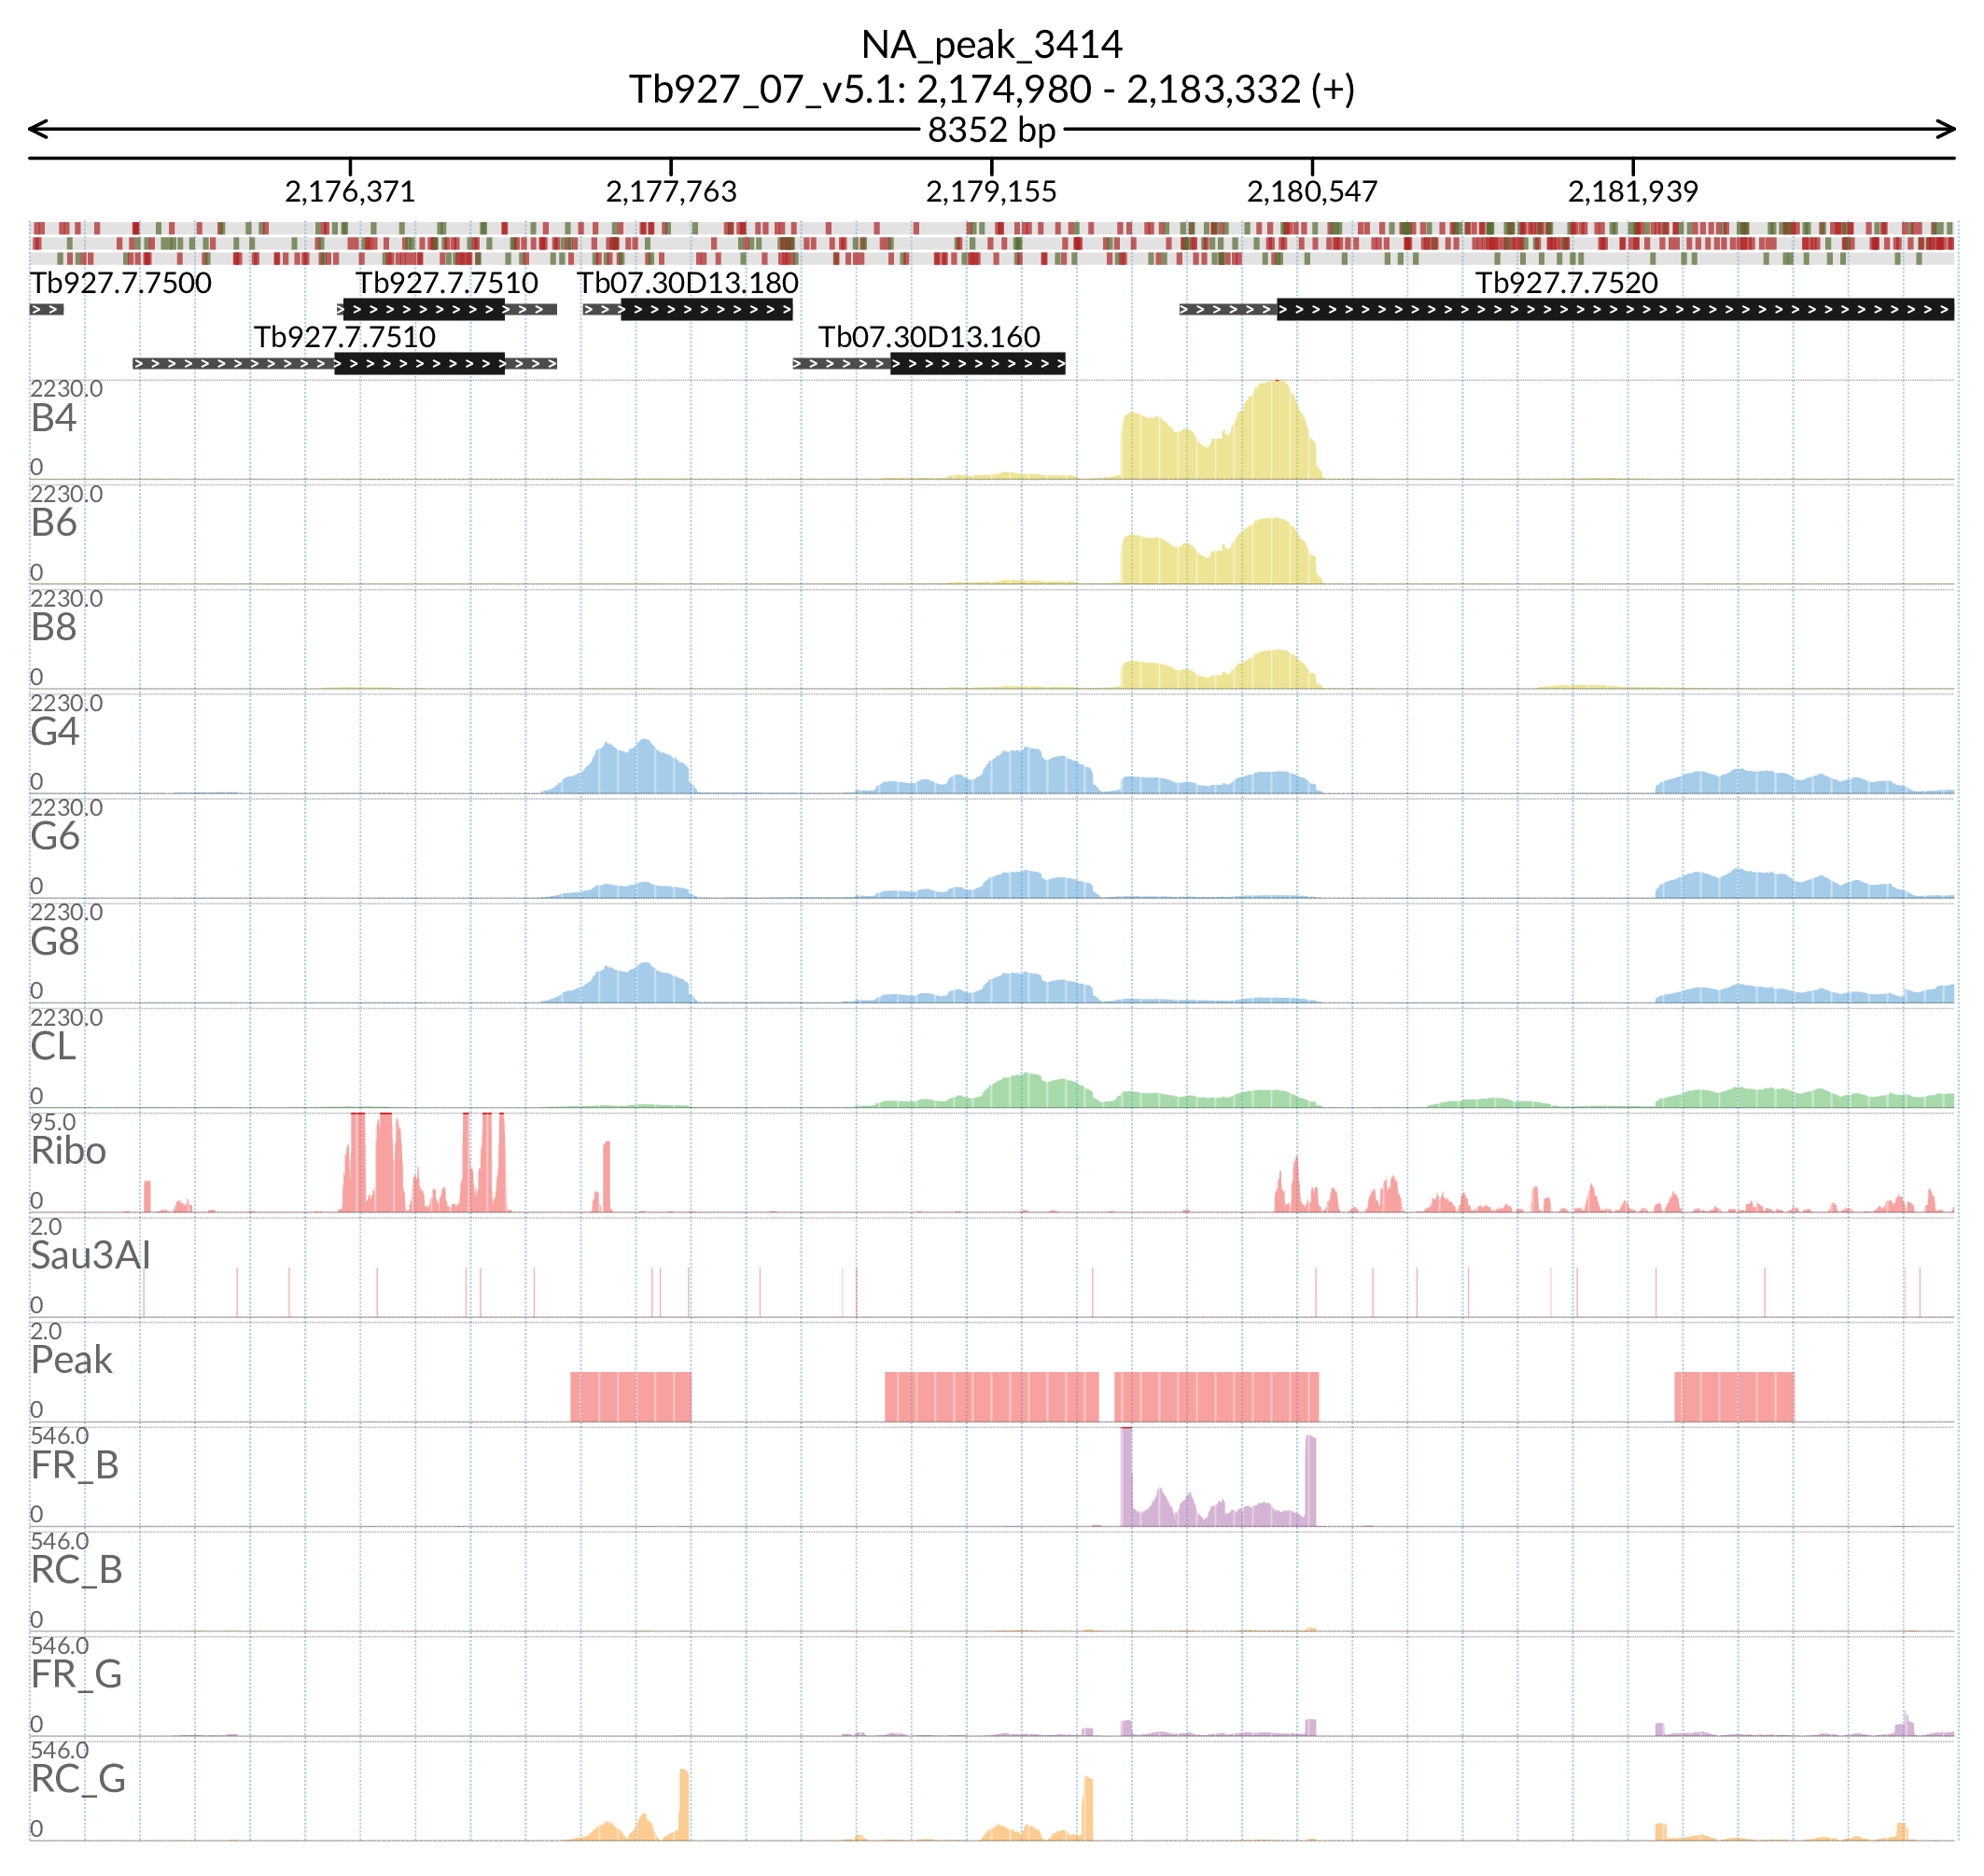 NA_peak_3414
Tb927_07_v5.1: 2,174,980 - 2,183,332 (+)
8352 bp
2,176,371 2,177,763 2,179,155 2,180,547 2,181,939
Tb927.7.7500 Tb927.7.7510 Tb07.30D13.180 Tb927.7.7520
Tb927.7.7510 Tb07.30D13.160
2230.0
B4
0
2230.0
B6
0
2230.0
B8
0
2230.0
G4
0
2230.0
G6
0
2230.0
G8
0
2230.0
CL
0
95.0
Ribo
0
2.0
Sau3AI
0
2.0
Peak
0
546.0
FR_B
0
546.0
RC_B
0
546.0
FR_G
0
546.0
RC_G
0